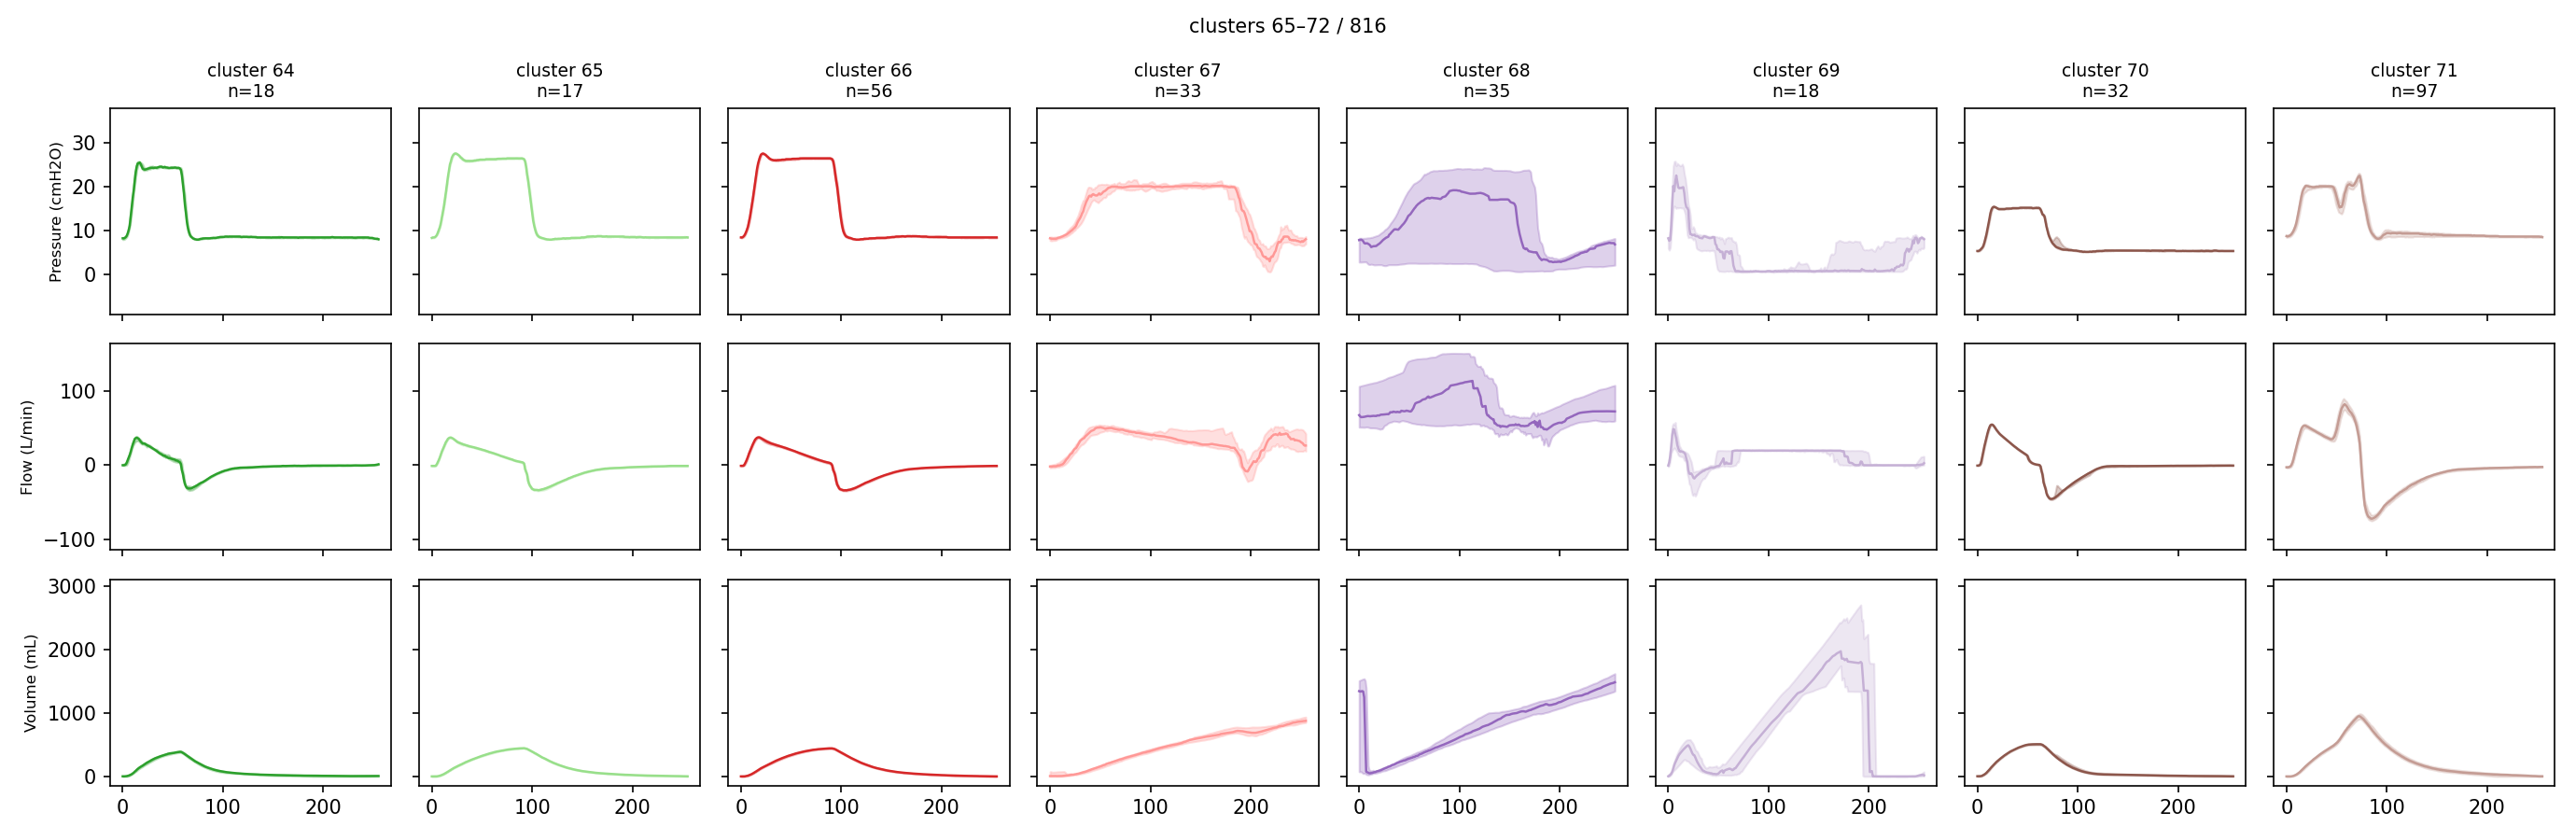 clusters 65–72 / 816
cluster 64
n=18
cluster 65
n=17
cluster 66
n=56
cluster 67
n=33
cluster 68
n=35
cluster 69
n=18
cluster 70
n=32
cluster 71
n=97
Pressure (cmH2O)
30
20
10
0
Flow (L/min)
100
0
−100
Volume (mL)
3000
2000
1000
0
0 100 200
0 100 200
0 100 200
0 100 200
0 100 200
0 100 200
0 100 200
0 100 200